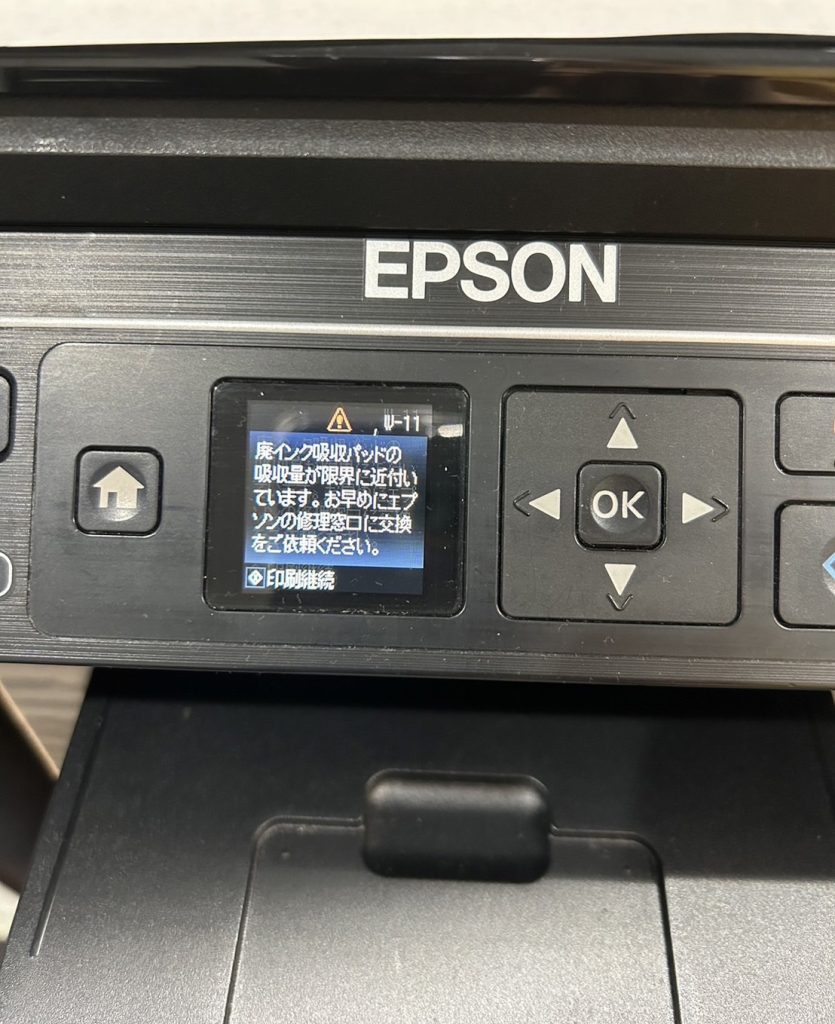 EPSON
W-11
廃インク吸収パッドの
吸収量が限界に近付い
ています。お早めにエプ
ソンの修理窓口に交換
をご依頼ください。
印刷継続
OK